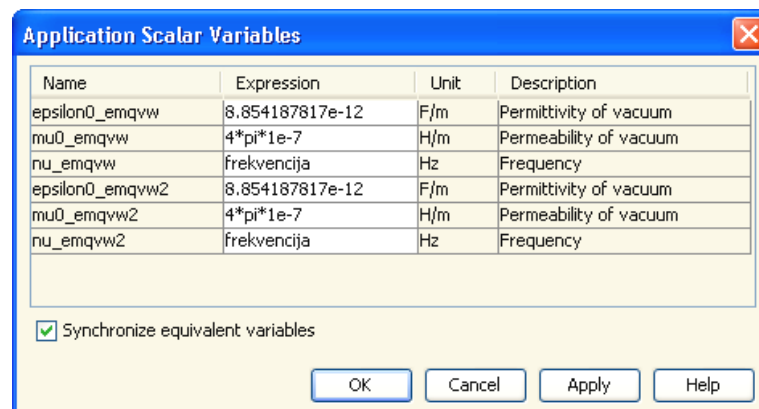 Application Scalar Variables
Name Expression Unit Description
epsilon0_emqvw 8.854187817e-12 F/m Permittivity of vacuum
mu0_emqvw 4*pi*1e-7 H/m Permeability of vacuum
nu_emqvw frekvencija Hz Frequency
epsilon0_emqvw2 8.854187817e-12 F/m Permittivity of vacuum
mu0_emqvw2 4*pi*1e-7 H/m Permeability of vacuum
nu_emqvw2 frekvencija Hz Frequency
Synchronize equivalent variables
OK Cancel Apply Help